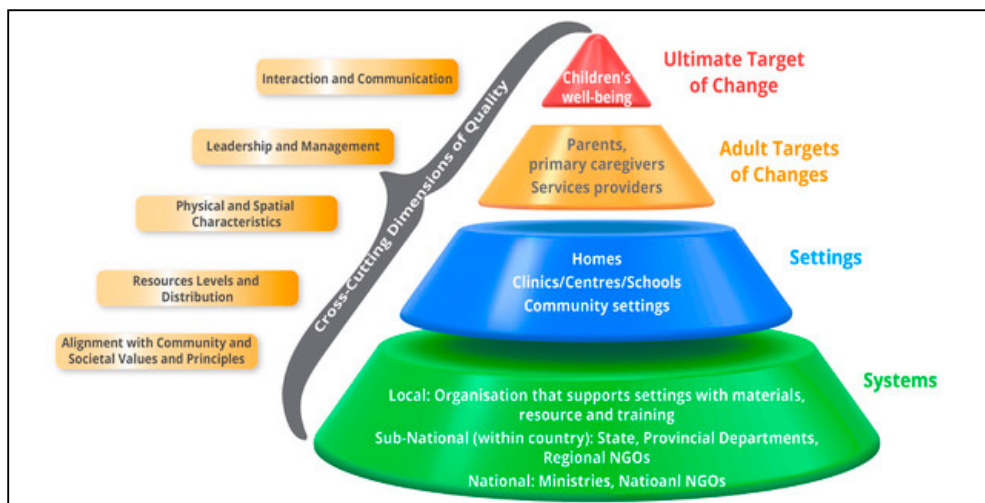 Interaction and Communication
Leadership and Management
Physical and Spatial
Characteristics
Resources Levels and
Distribution
Alignment with Community and
Societal Values and Principles
Cross-Cutting Dimensions of Quality
Children's
well-being
Ultimate Target
of Change
Parents,
primary caregivers
Services providers
Adult Targets
of Changes
Homes
Clinics/Centres/Schools
Community settings
Settings
Local: Organisation that supports settings with materials,
resource and training
Sub-National (within country): State, Provincial Departments,
Regional NGOs
National: Ministries, Natioanl NGOs
Systems